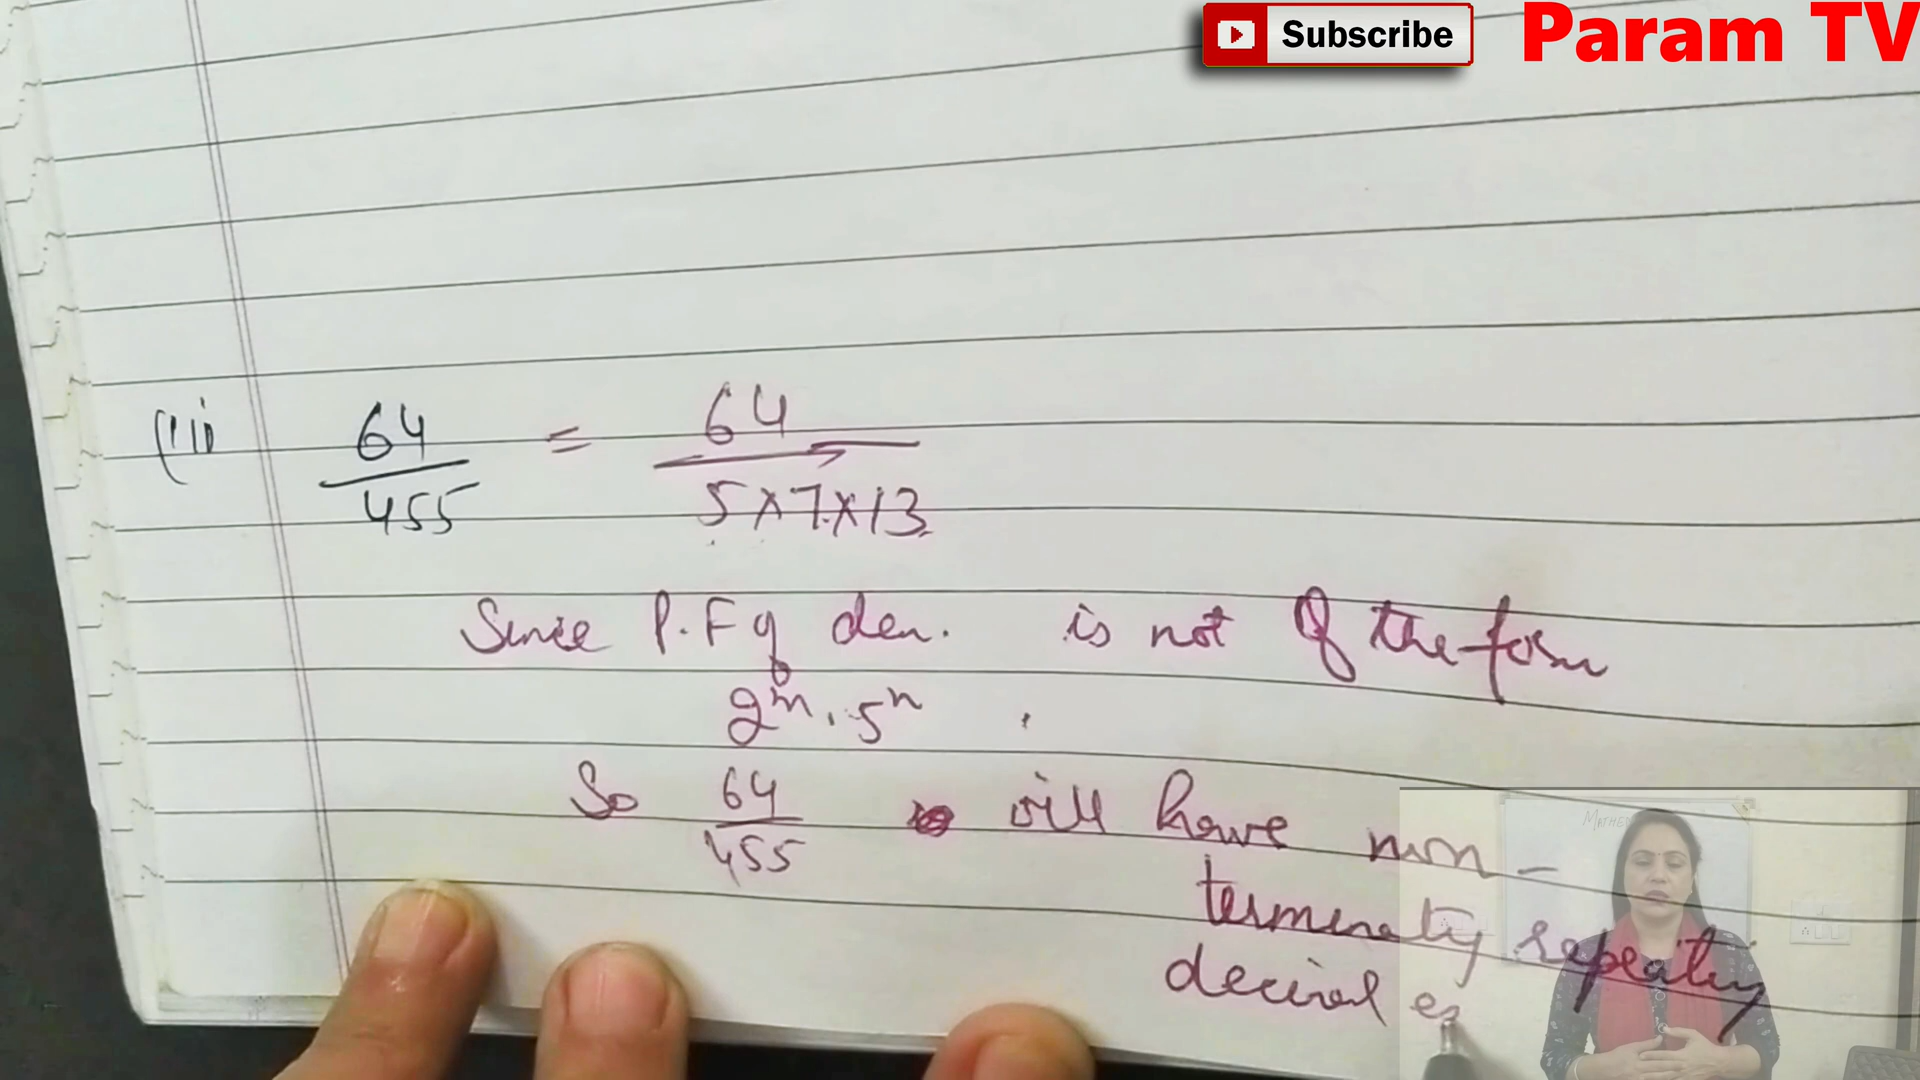 Subscribe Param TV
(iii) 64/455 = 64/5×7×13
Since P.F of den. is not of the form
2^m . 5^n .
So 64/455 will have non-
terminating repeating
decimal ex